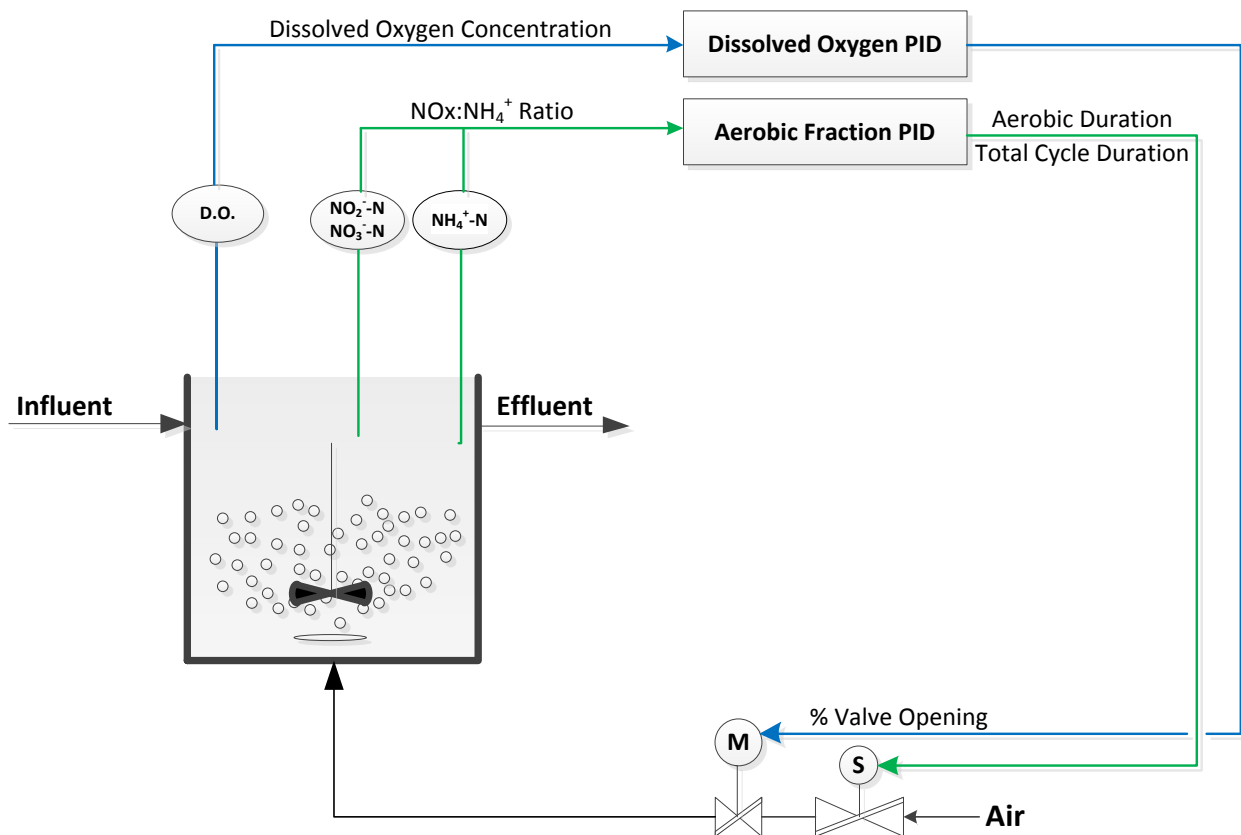 Dissolved Oxygen Concentration
Dissolved Oxygen PID
NOx:NH₄⁺ Ratio
Aerobic Fraction PID
Aerobic Duration
Total Cycle Duration
D.O.
NO₂⁻-N
NO₃⁻-N
NH₄⁺-N
Influent
Effluent
% Valve Opening
M
S
Air